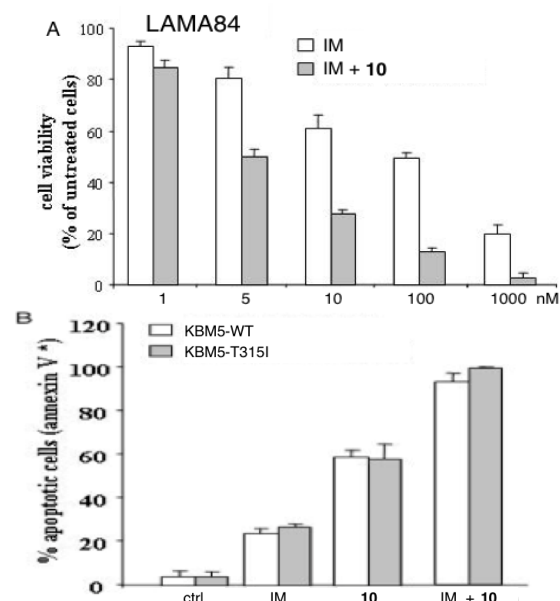 A
LAMA84
IM
IM + 10
cell viability
(% of untreated cells)
100
80
60
40
20
0
1 5 10 100 1000 nM
B
KBM5-WT
KBM5-T315I
% apoptotic cells (annexin V *)
120
100
80
60
40
20
0
ctrl IM 10 IM + 10